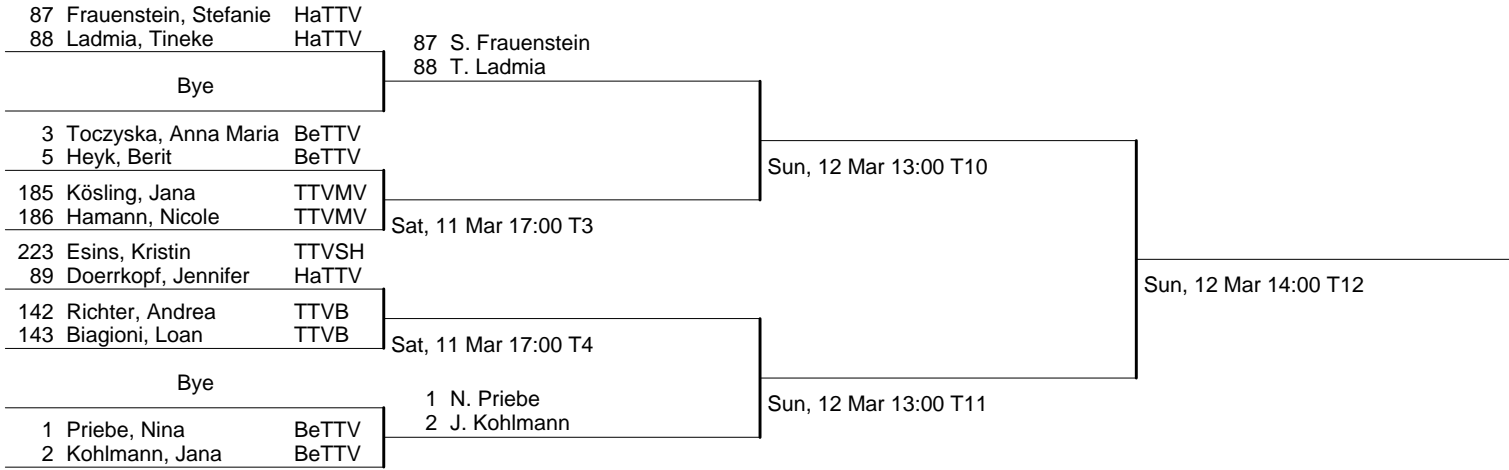 87 Frauenstein, Stefanie HaTTV
88 Ladmia, Tineke HaTTV
87 S. Frauenstein
88 T. Ladmia
Bye
3 Toczyska, Anna Maria BeTTV
5 Heyk, Berit BeTTV
Sun, 12 Mar 13:00 T10
185 Kösling, Jana TTVMV
186 Hamann, Nicole TTVMV
Sat, 11 Mar 17:00 T3
223 Esins, Kristin TTVSH
89 Doerrkopf, Jennifer HaTTV
Sun, 12 Mar 14:00 T12
142 Richter, Andrea TTVB
143 Biagioni, Loan TTVB
Sat, 11 Mar 17:00 T4
Bye
1 N. Priebe
2 J. Kohlmann
Sun, 12 Mar 13:00 T11
1 Priebe, Nina BeTTV
2 Kohlmann, Jana BeTTV